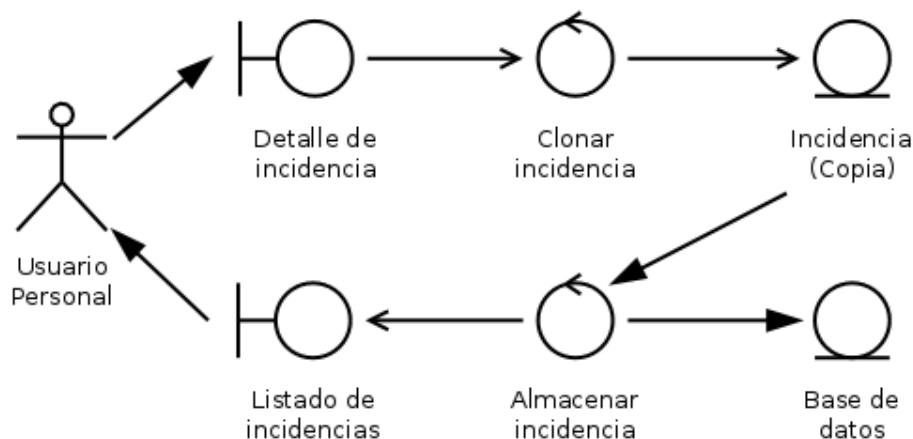 Detalle de
incidencia
Clonar
incidencia
Incidencia
(Copia)
Usuario
Personal
Listado de
incidencias
Almacenar
incidencia
Base de
datos